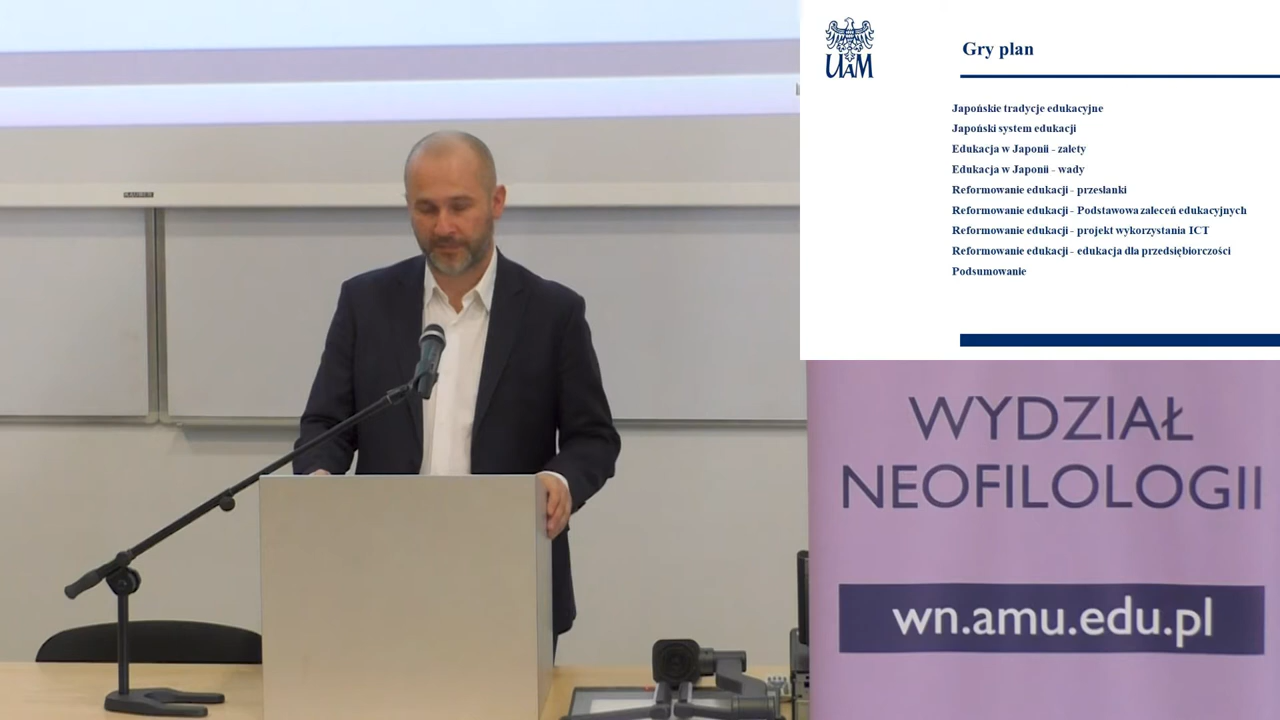 UAM
Gry plan
Japońskie tradycje edukacyjne
Japoński system edukacji
Edukacja w Japonii - zalety
Edukacja w Japonii - wady
Reformowanie edukacji - przesłanki
Reformowanie edukacji - Podstawowa zaleceń edukacyjnych
Reformowanie edukacji - projekt wykorzystania ICT
Reformowanie edukacji - edukacja dla przedsiębiorczości
Podsumowanie
WYDZIAŁ
NEOFILOLOGII
wn.amu.edu.pl